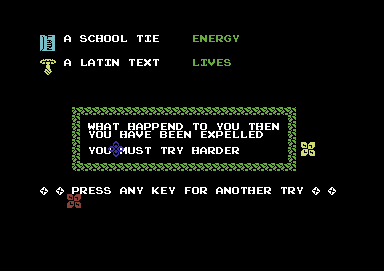 A SCHOOL TIE ENERGY
A LATIN TEXT LIVES
WHAT HAPPEND TO YOU THEN
YOU HAVE BEEN EXPELLED
YOU MUST TRY HARDER
PRESS ANY KEY FOR ANOTHER TRY